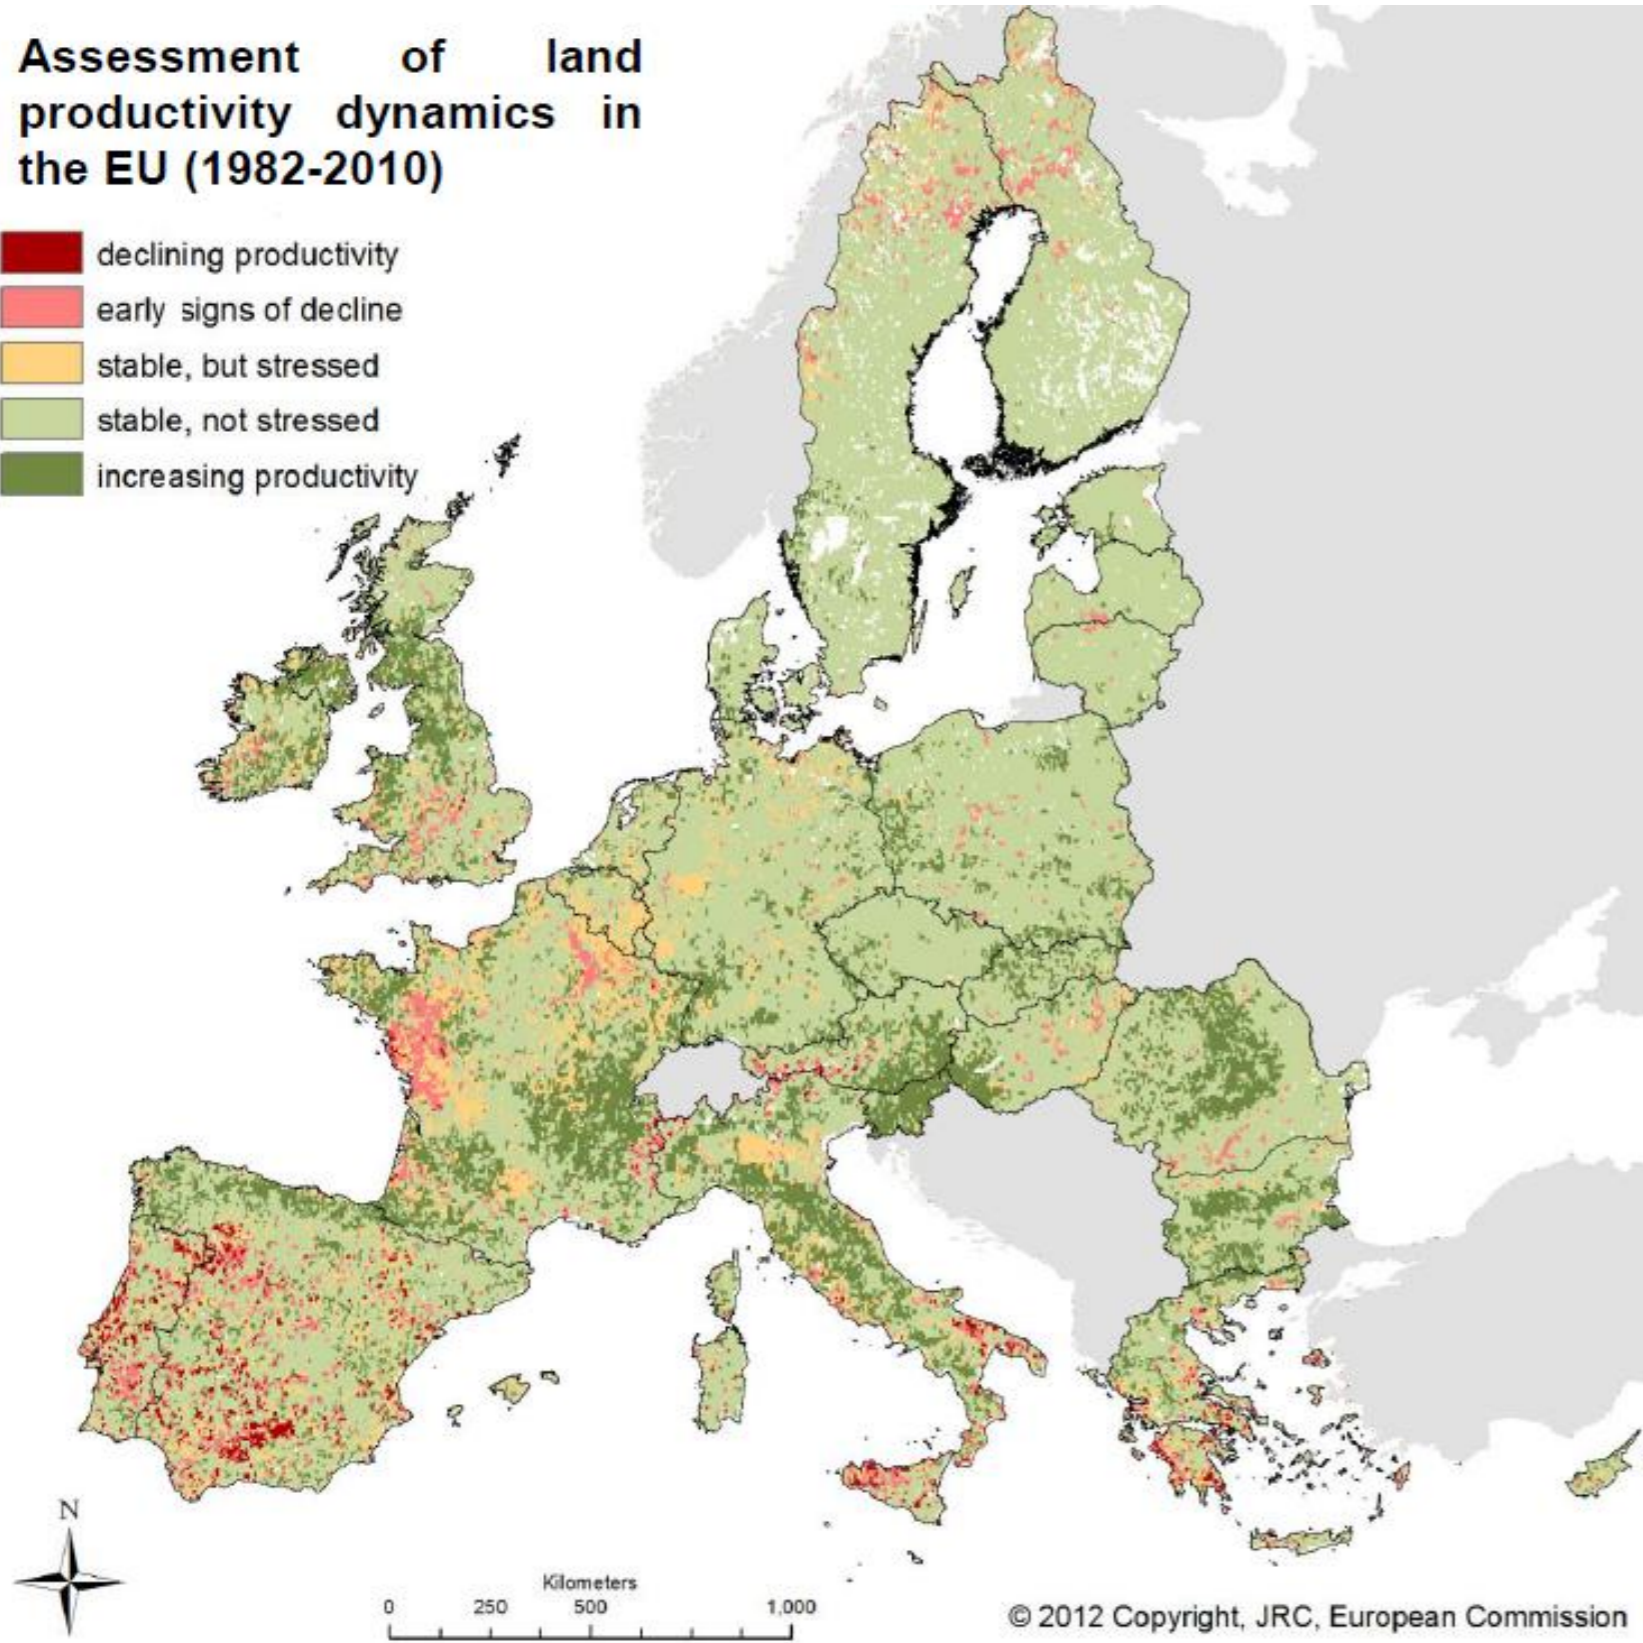 Assessment of land
productivity dynamics in
the EU (1982-2010)
declining productivity
early signs of decline
stable, but stressed
stable, not stressed
increasing productivity
N
Kilometers
0 250 500 1,000
© 2012 Copyright, JRC, European Commission